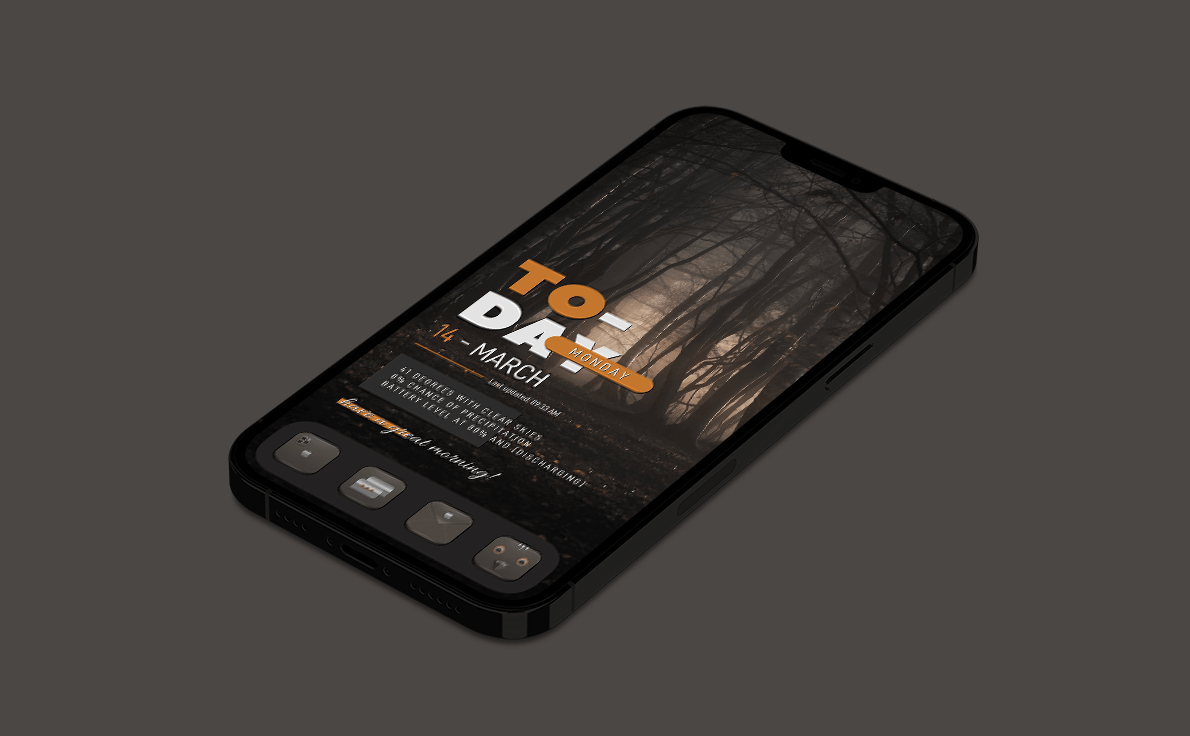 TO-
DAY
MONDAY
14 - MARCH
Last updated: 09:33 AM
41 DEGREES WITH CLEAR SKIES
0% CHANCE OF PRECIPITATION
BATTERY LEVEL AT 60% AND [DISCHARGING]
have a great morning!